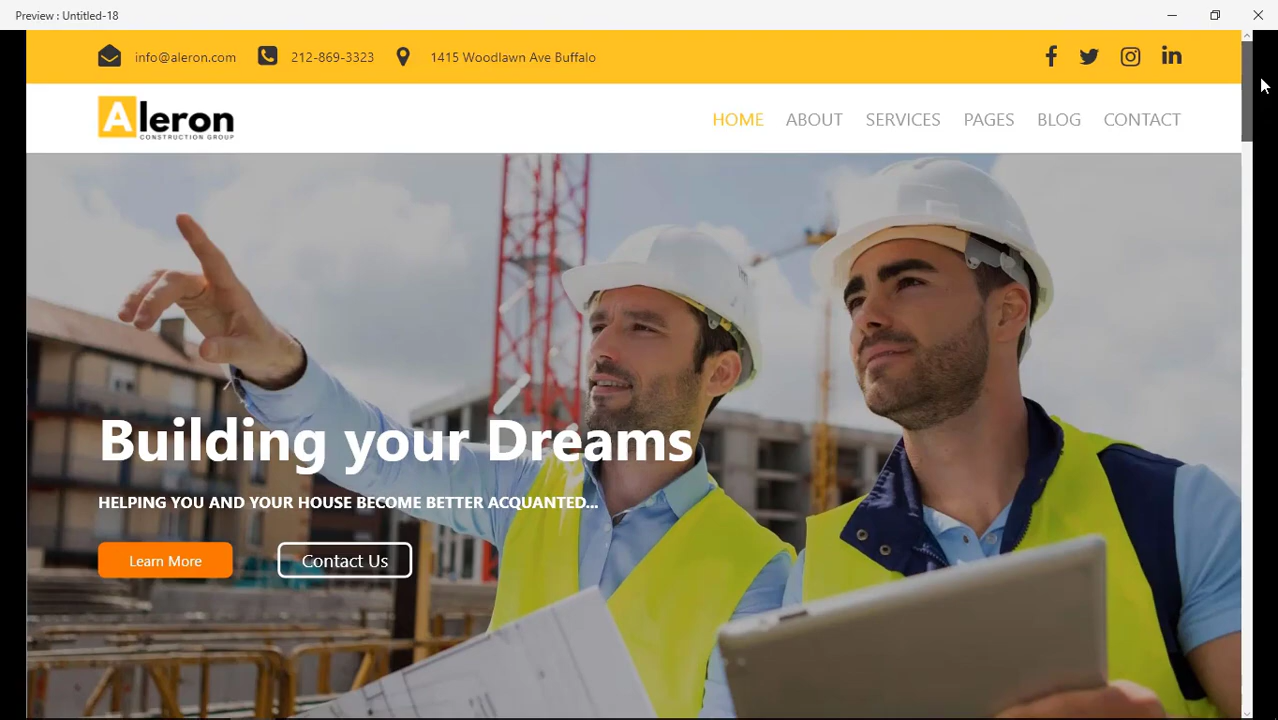 Preview : Untitled-18
info@aleron.com 212-869-3323 1415 Woodlawn Ave Buffalo
Aleron
CONSTRUCTION GROUP
HOME ABOUT SERVICES PAGES BLOG CONTACT
Building your Dreams
HELPING YOU AND YOUR HOUSE BECOME BETTER ACQUANTED...
Learn More Contact Us